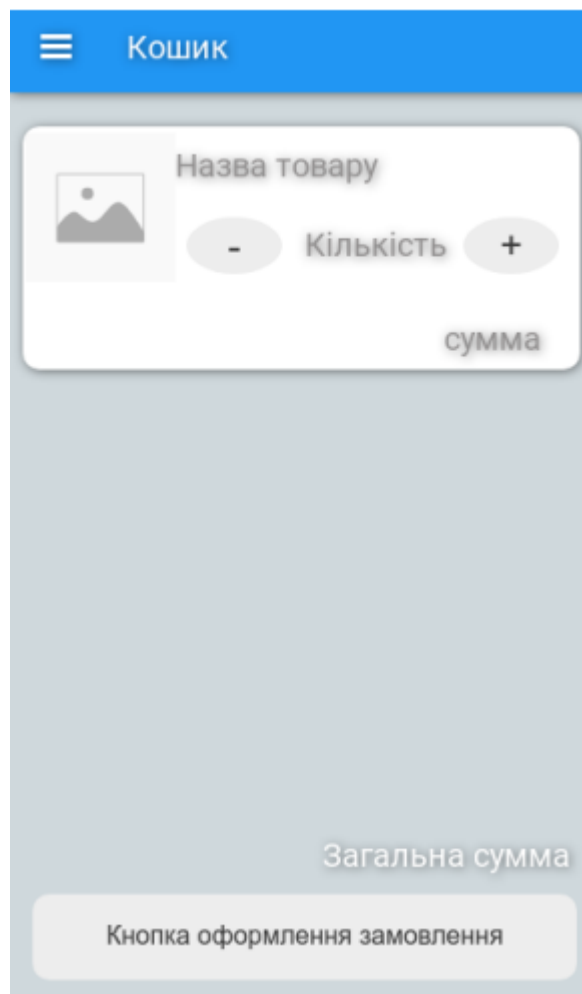 Кошик
Назва товару
- Кількість +
сумма
Загальна сумма
Кнопка оформлення замовлення